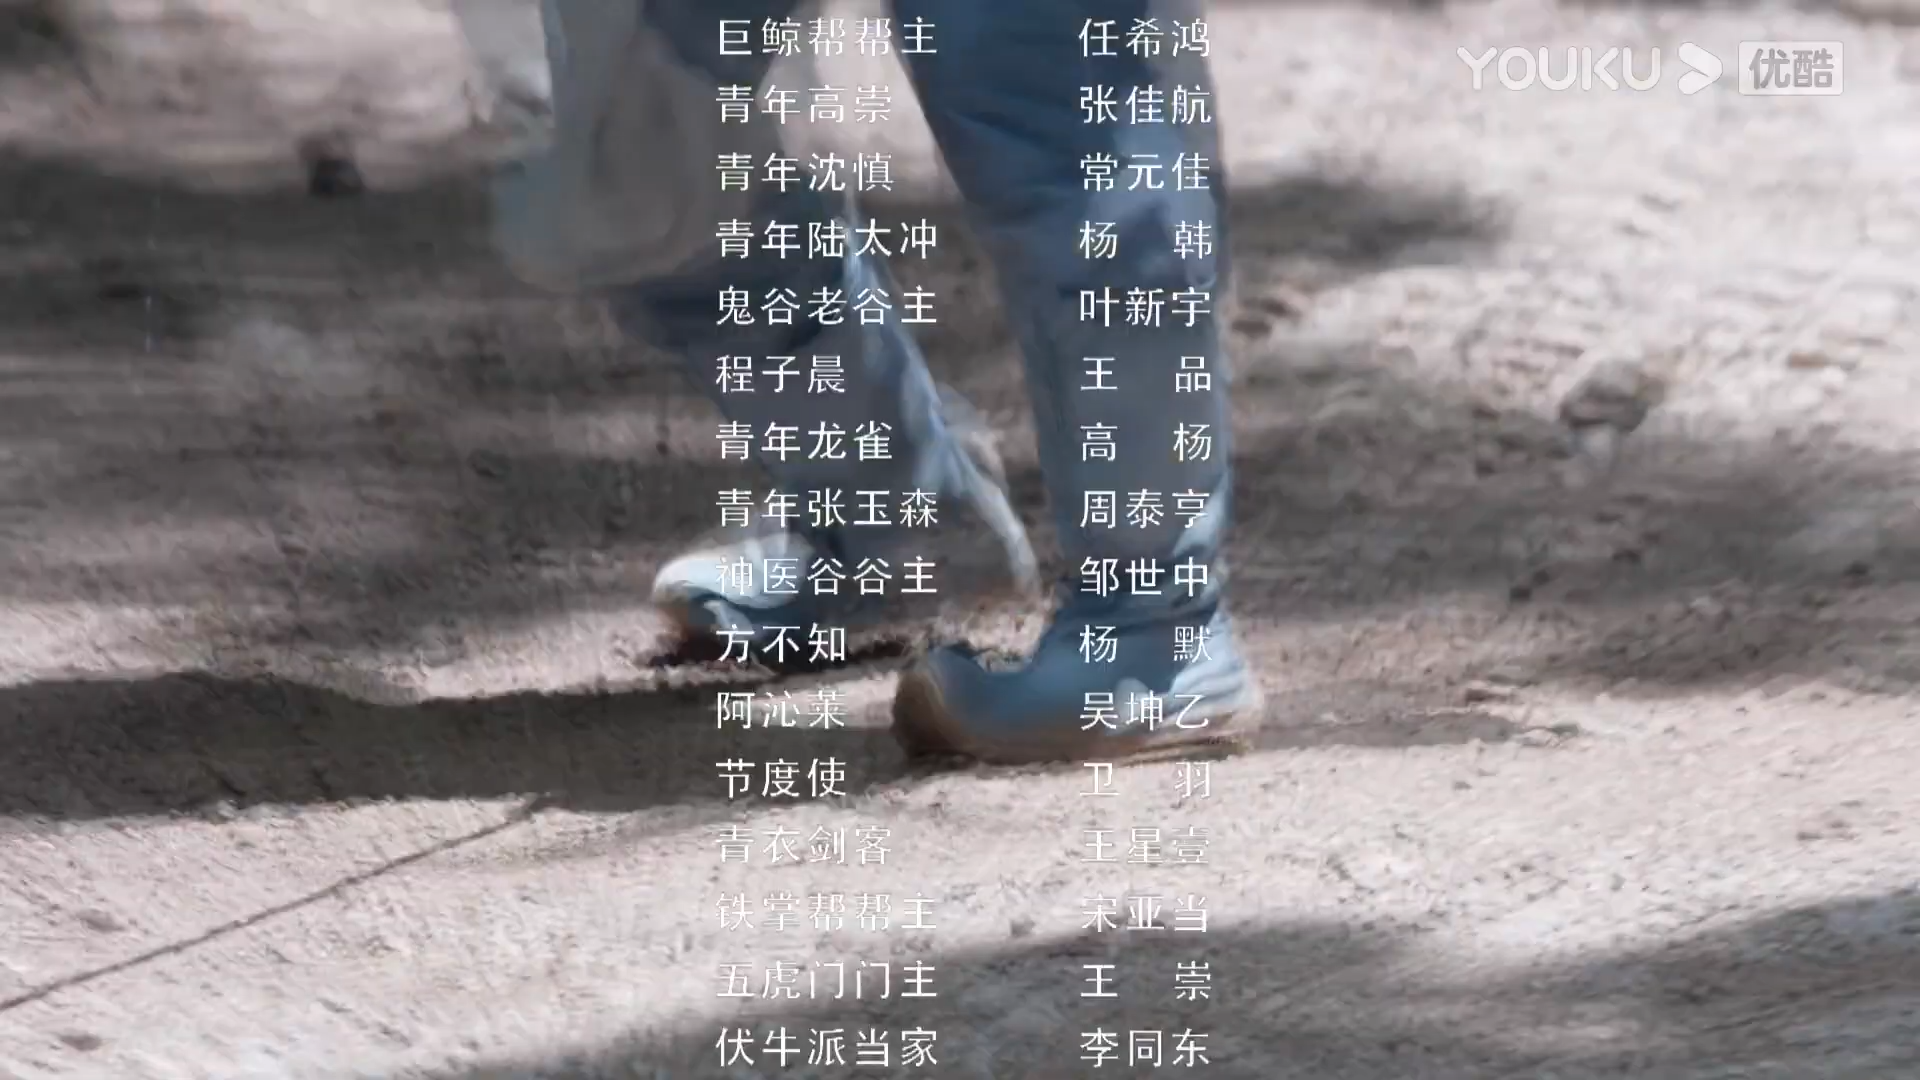 巨鲸帮帮主 任希鸿
YOUKU 优酷
青年高崇 张佳航
青年沈慎 常元佳
青年陆太冲 杨 韩
鬼谷老谷主 叶新宇
程子晨 王 品
青年龙雀 高 杨
青年张玉森 周泰亨
神医谷谷主 邹世中
方不知 杨 默
阿沁莱 吴坤乙
节度使 卫 羽
青衣剑客 王星壹
铁掌帮帮主 宋亚当
五虎门门主 王 崇
伏牛派当家 李同东